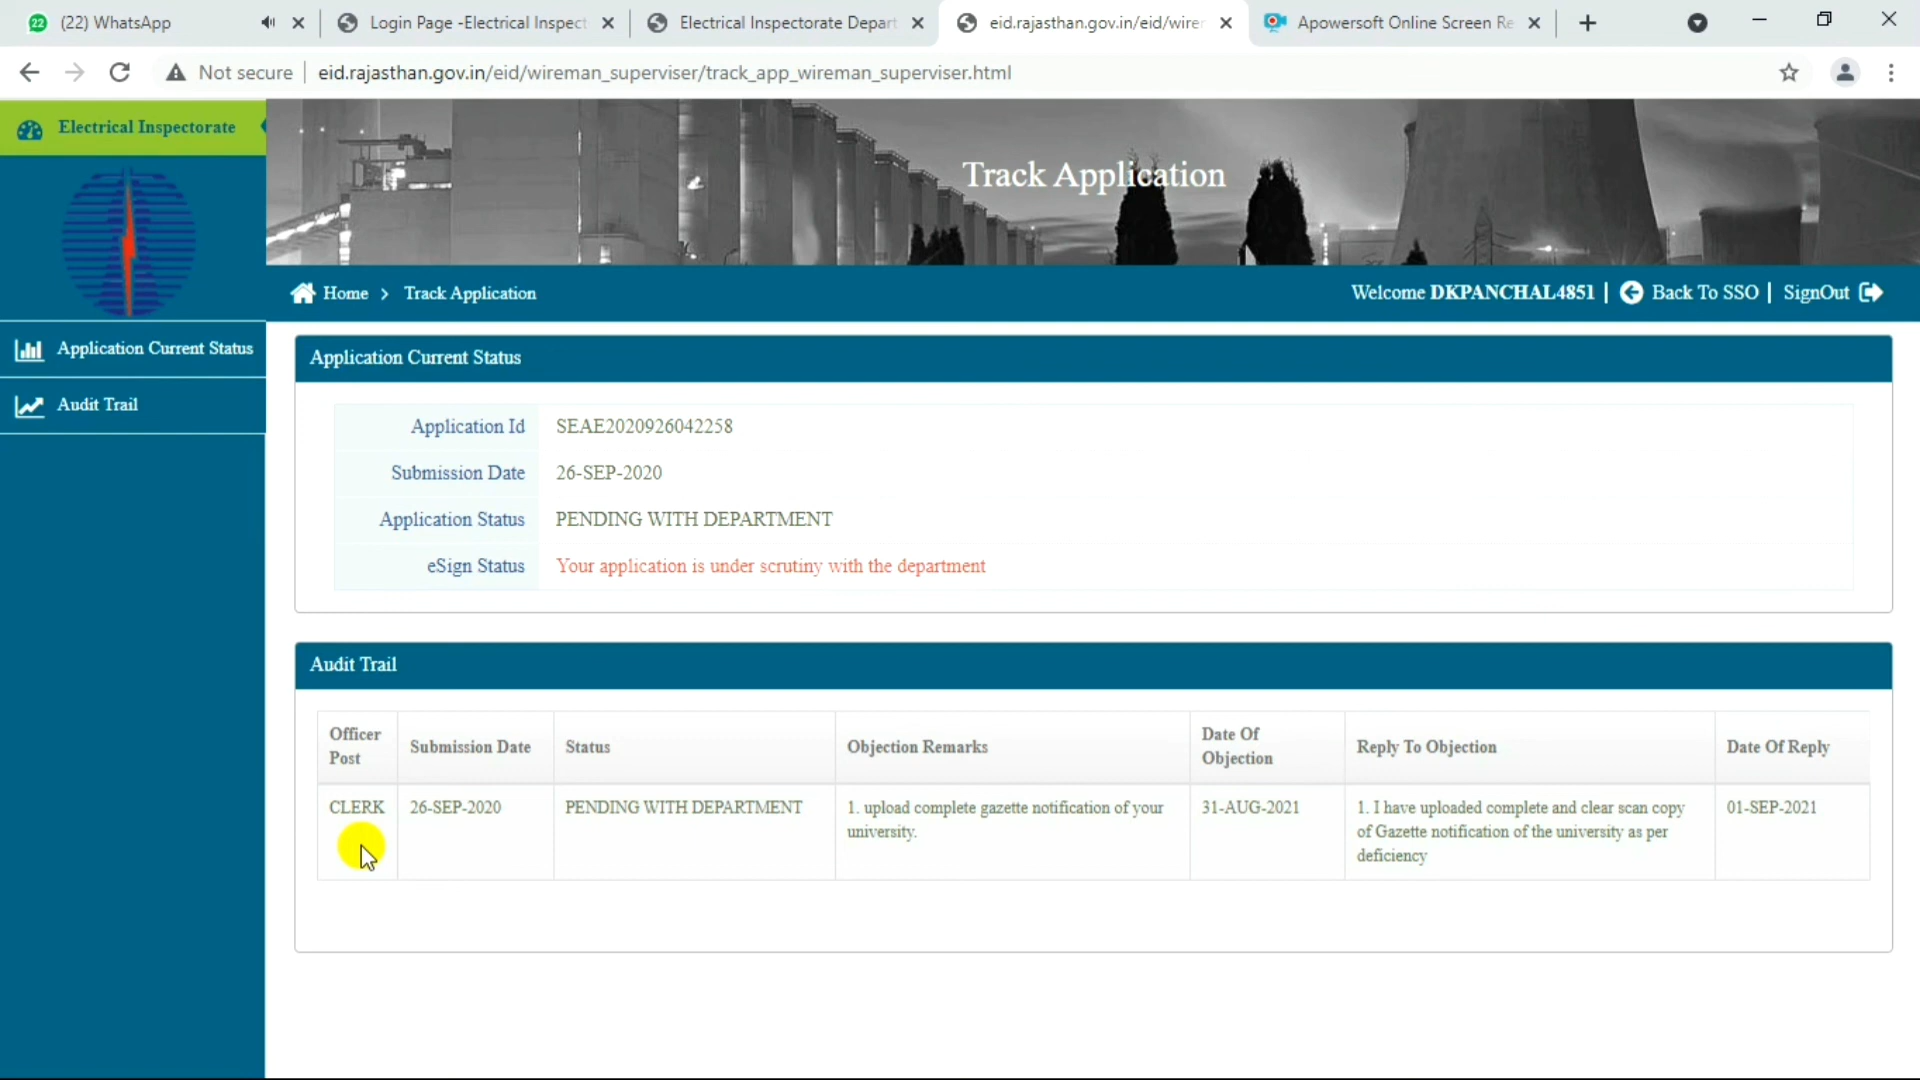 (22) WhatsApp
Login Page -Electrical Inspect
Electrical Inspectorate Depart
eid.rajasthan.gov.in/eid/wirem
Apowersoft Online Screen Re
Not secure
eid.rajasthan.gov.in/eid/wireman_superviser/track_app_wireman_superviser.html
Electrical Inspectorate
Track Application
Home > Track Application
Welcome DKPANCHAL4851 | Back To SSO | SignOut
Application Current Status
Audit Trail
Application Current Status
Application Id SEAE2020926042258
Submission Date 26-SEP-2020
Application Status PENDING WITH DEPARTMENT
eSign Status Your application is under scrutiny with the department
Audit Trail
Officer
Post
Submission Date
Status
Objection Remarks
Date Of
Objection
Reply To Objection
Date Of Reply
CLERK
26-SEP-2020
PENDING WITH DEPARTMENT
1. upload complete gazette notification of your
university.
31-AUG-2021
1. I have uploaded complete and clear scan copy
of Gazette notification of the university as per
deficiency
01-SEP-2021